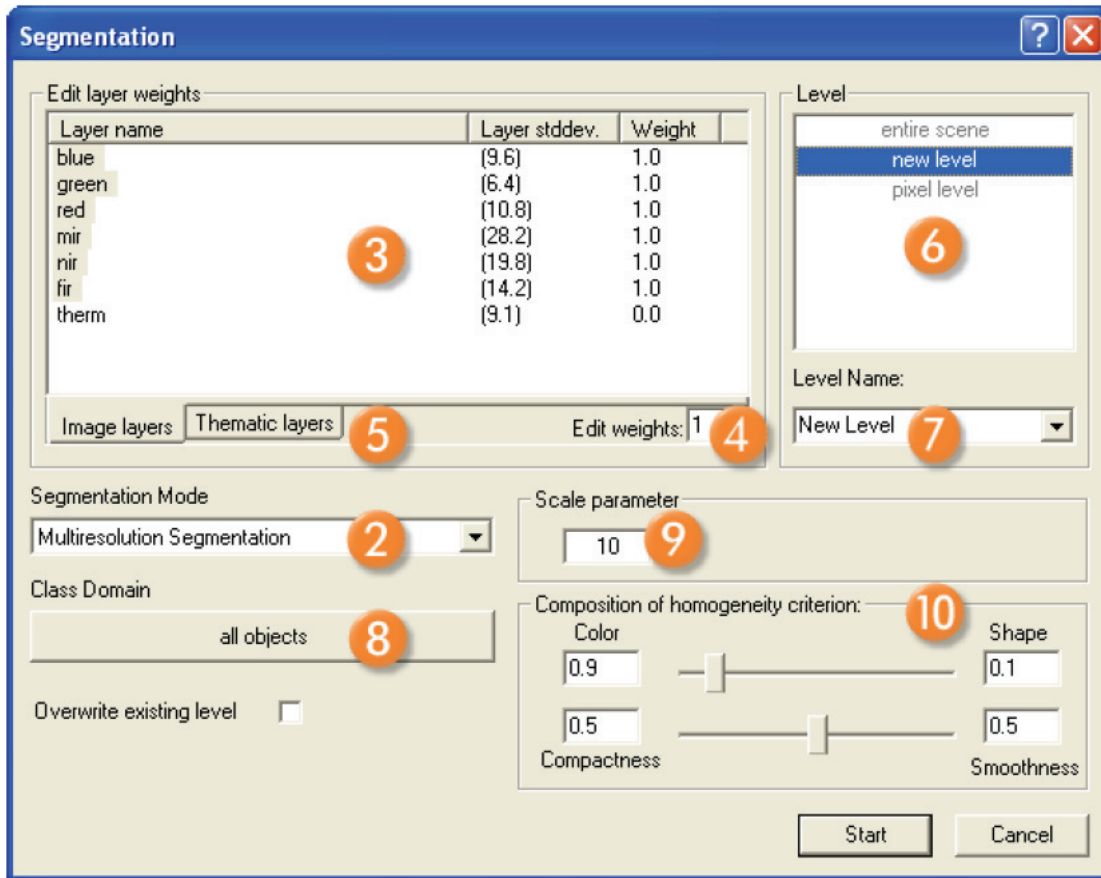 Segmentation
Edit layer weights
Layer name Layer stddev. Weight
blue (9.6) 1.0
green (6.4) 1.0
red (10.8) 1.0
mir (28.2) 1.0
nir (19.8) 1.0
fir (14.2) 1.0
therm (9.1) 0.0
3
Image layers Thematic layers 5 Edit weights: 1 4
Level
entire scene
new level
pixel level
6
Level Name:
New Level 7
Segmentation Mode
Multiresolution Segmentation 2
Class Domain
all objects 8
Overwrite existing level
Scale parameter
10 9
Composition of homogeneity criterion: 10
Color Shape
0.9 0.1
0.5 0.5
Compactness Smoothness
Start Cancel